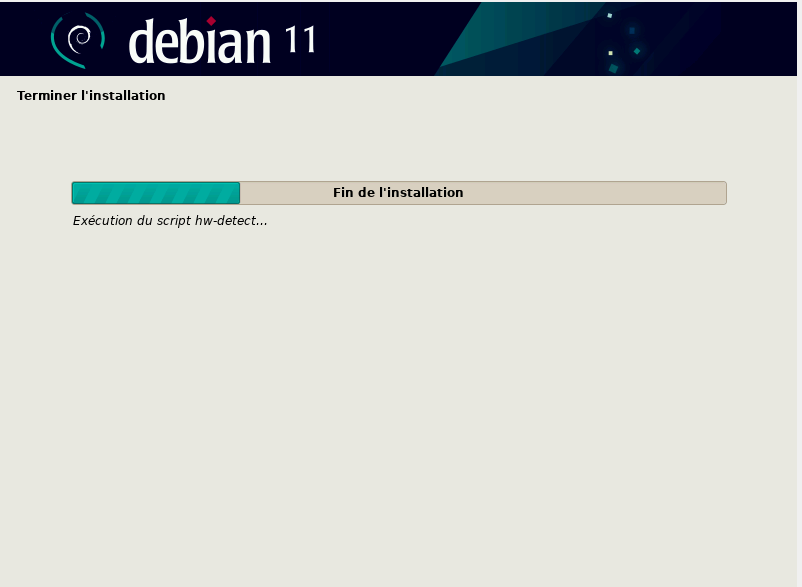 debian 11
Terminer l'installation
Fin de l'installation
Exécution du script hw-detect...